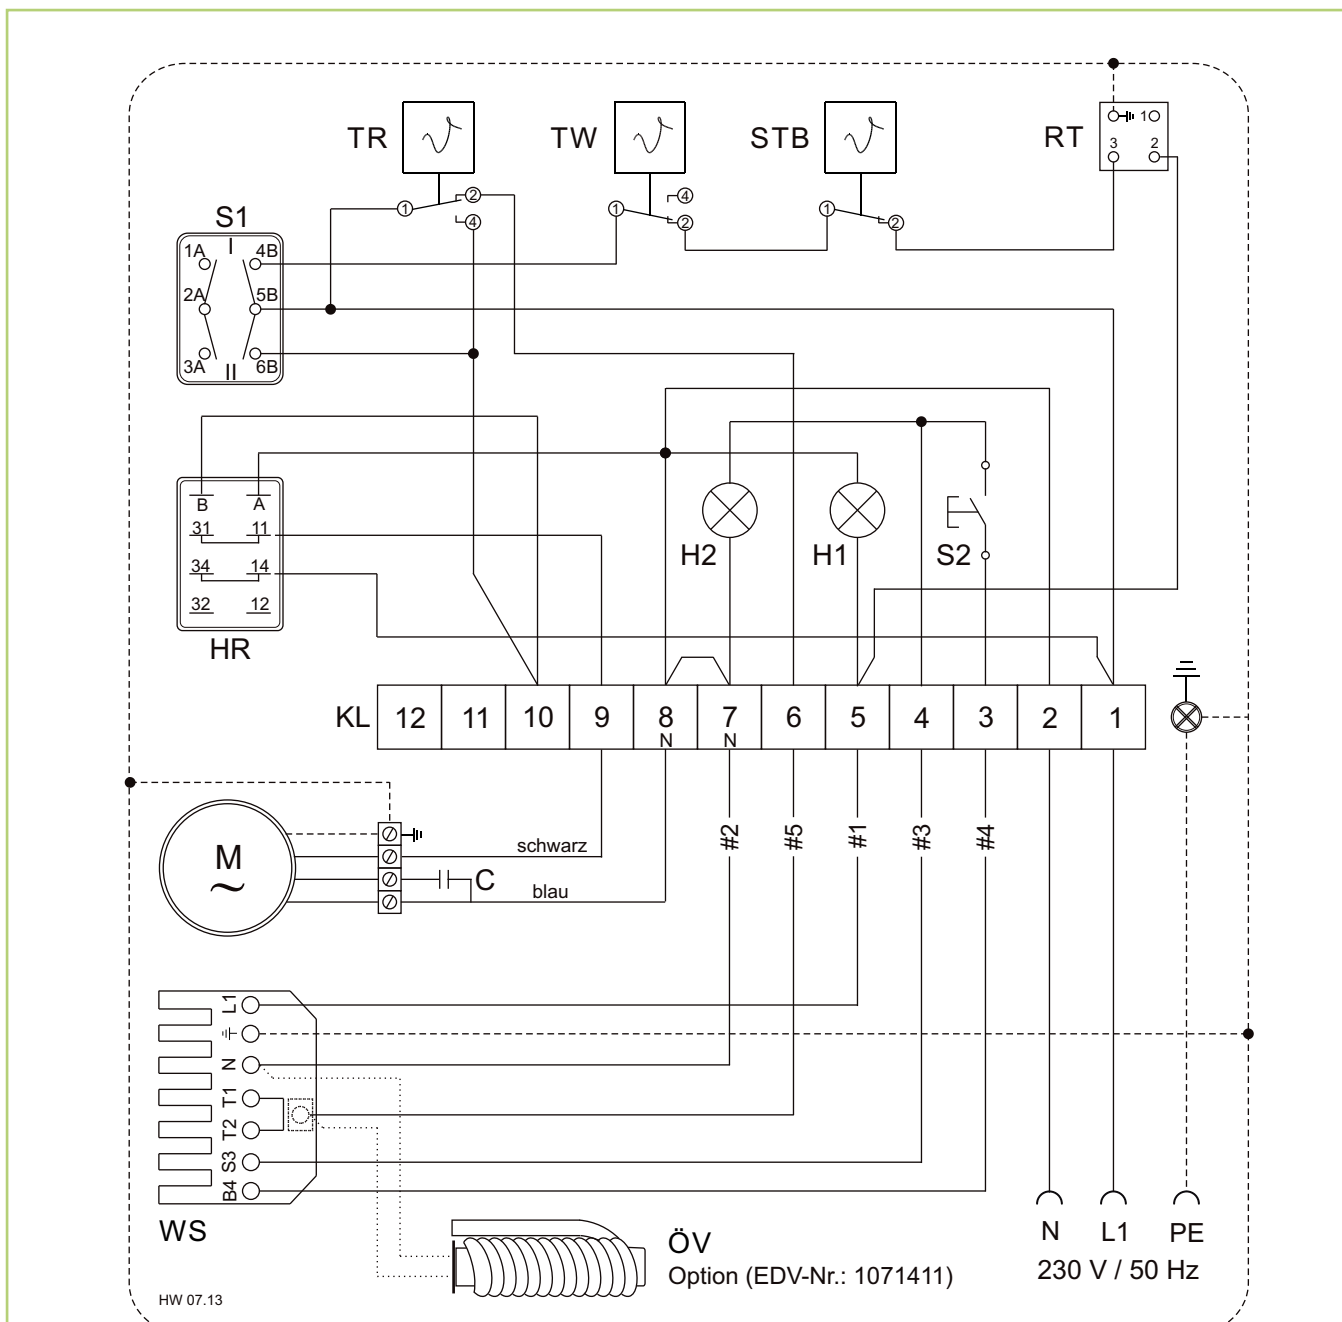 TR
TW
STB
RT
1
3 2
2
4
1
4
1
2
1
2
S1
1A I 4B
2A 5B
3A II 6B
B A
31 11
34 14
32 12
HR
H2
H1
S2
KL 12 11 10 9 8 7 6 5 4 3 2 1
N N
#2 #5 #1 #3 #4
M
~
schwarz
C
blau
L1
N
T1
T2
S3
B4
WS
ÖV
Option (EDV-Nr.: 1071411)
N L1 PE
230 V / 50 Hz
HW 07.13